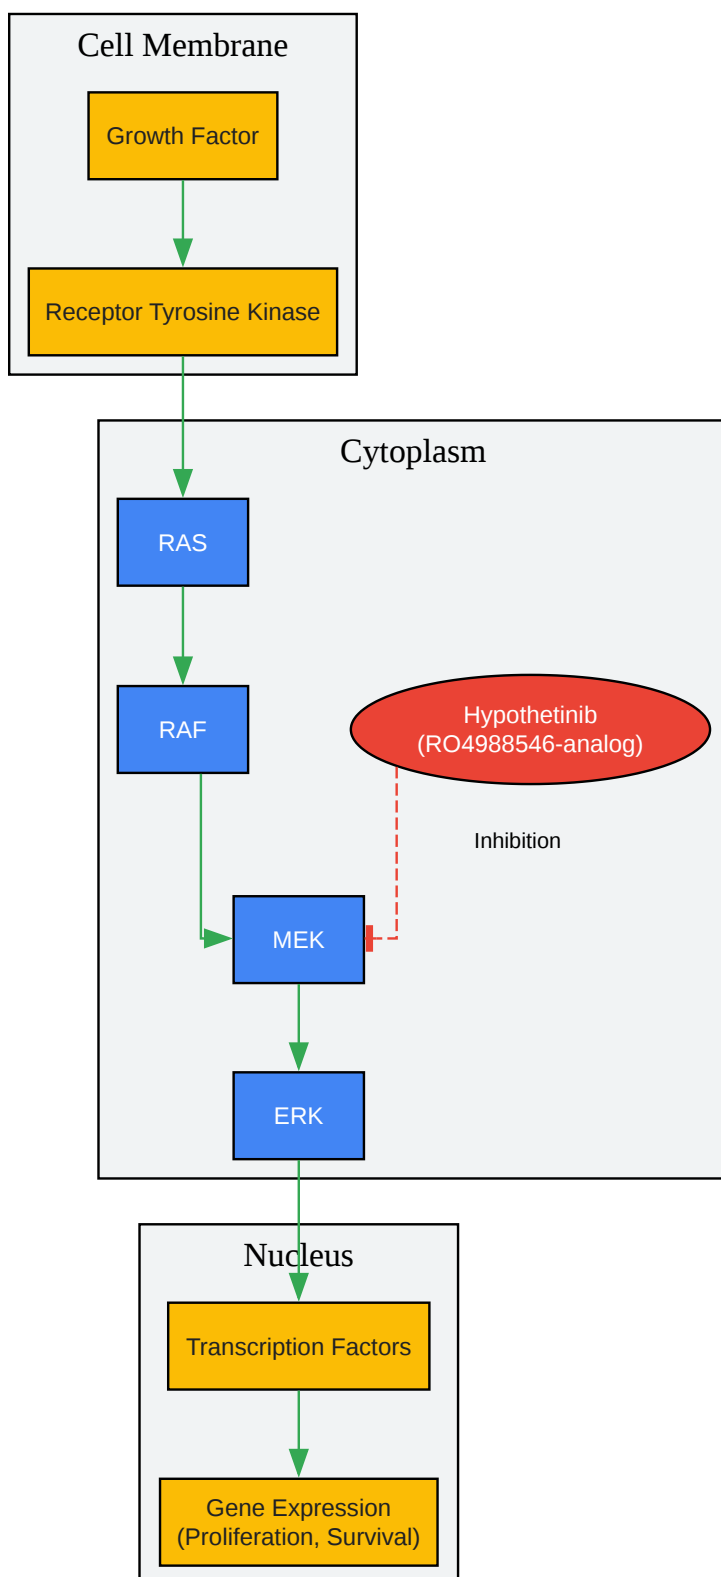 Cell Membrane
Growth Factor
Receptor Tyrosine Kinase
Cytoplasm
RAS
RAF
Hypothetinib
(RO4988546-analog)
Inhibition
MEK
ERK
Nucleus
Transcription Factors
Gene Expression
(Proliferation, Survival)